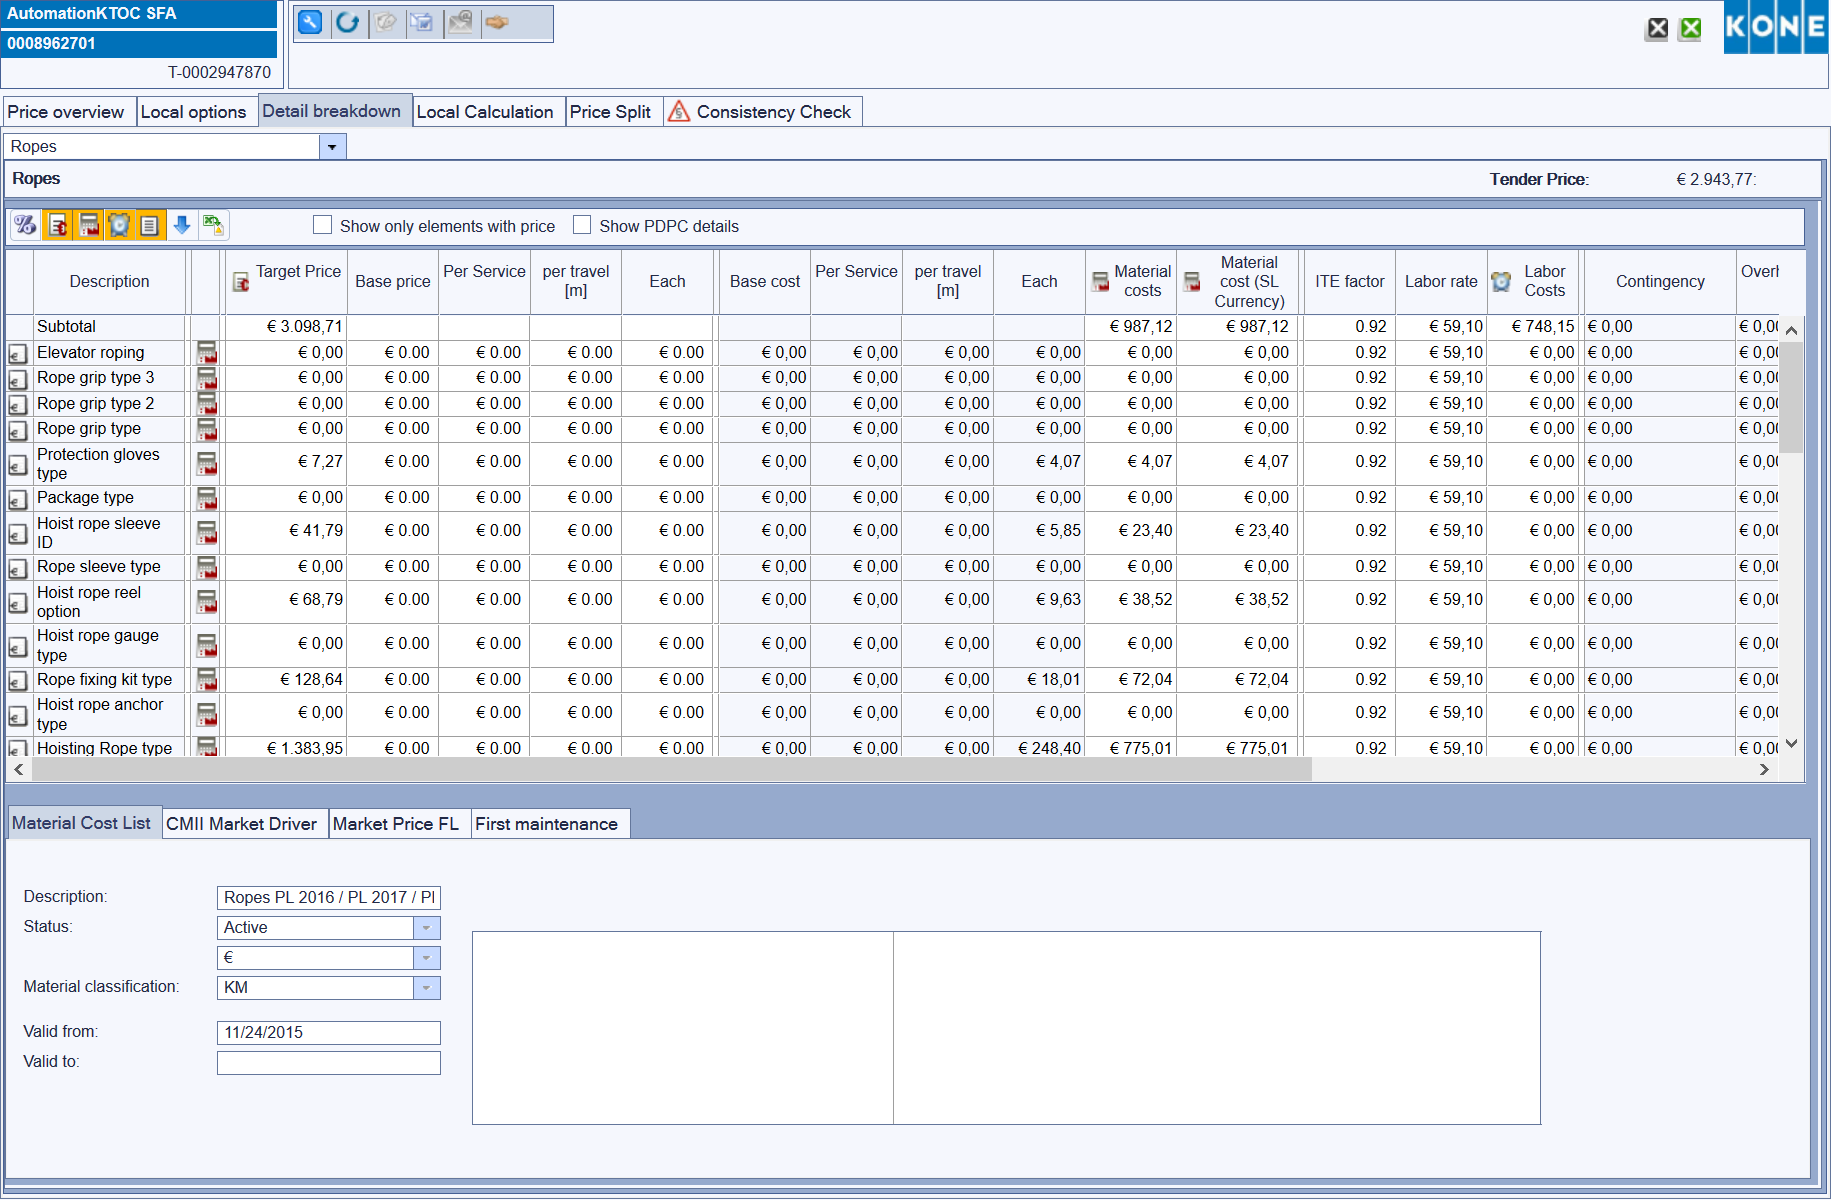 AutomationKTOC SFA
0008962701
T-0002947870
KONE
Price overview Local options Detail breakdown Local Calculation Price Split Consistency Check
Ropes
Ropes Tender Price: € 2.943,77:
Show only elements with price Show PDPC details
Description Target Price Base price Per Service per travel [m] Each Base cost Per Service per travel [m] Each Material costs Material cost (SL Currency) ITE factor Labor rate Labor Costs Contingency
Subtotal € 3.098,71 € 987,12 € 987,12 0.92 € 59,10 € 748,15 € 0,00 € 0,00
Elevator roping € 0,00 € 0.00 € 0.00 € 0.00 € 0.00 € 0,00 € 0,00 € 0,00 € 0,00 € 0,00 € 0,00 0.92 € 59,10 € 0,00 € 0,00 € 0,00
Rope grip type 3 € 0,00 € 0.00 € 0.00 € 0.00 € 0.00 € 0,00 € 0,00 € 0,00 € 0,00 € 0,00 € 0,00 0.92 € 59,10 € 0,00 € 0,00 € 0,00
Rope grip type 2 € 0,00 € 0.00 € 0.00 € 0.00 € 0.00 € 0,00 € 0,00 € 0,00 € 0,00 € 0,00 € 0,00 0.92 € 59,10 € 0,00 € 0,00 € 0,00
Rope grip type € 0,00 € 0.00 € 0.00 € 0.00 € 0.00 € 0,00 € 0,00 € 0,00 € 0,00 € 0,00 € 0,00 0.92 € 59,10 € 0,00 € 0,00 € 0,00
Protection gloves type € 7,27 € 0.00 € 0.00 € 0.00 € 0.00 € 0,00 € 0,00 € 0,00 € 4,07 € 4,07 € 4,07 0.92 € 59,10 € 0,00 € 0,00 € 0,00
Package type € 0,00 € 0.00 € 0.00 € 0.00 € 0.00 € 0,00 € 0,00 € 0,00 € 0,00 € 0,00 € 0,00 0.92 € 59,10 € 0,00 € 0,00 € 0,00
Hoist rope sleeve ID € 41,79 € 0.00 € 0.00 € 0.00 € 0.00 € 0,00 € 0,00 € 0,00 € 5,85 € 23,40 € 23,40 0.92 € 59,10 € 0,00 € 0,00 € 0,00
Rope sleeve type € 0,00 € 0.00 € 0.00 € 0.00 € 0.00 € 0,00 € 0,00 € 0,00 € 0,00 € 0,00 € 0,00 0.92 € 59,10 € 0,00 € 0,00 € 0,00
Hoist rope reel option € 68,79 € 0.00 € 0.00 € 0.00 € 0.00 € 0,00 € 0,00 € 0,00 € 9,63 € 38,52 € 38,52 0.92 € 59,10 € 0,00 € 0,00 € 0,00
Hoist rope gauge type € 0,00 € 0.00 € 0.00 € 0.00 € 0.00 € 0,00 € 0,00 € 0,00 € 0,00 € 0,00 € 0,00 0.92 € 59,10 € 0,00 € 0,00 € 0,00
Rope fixing kit type € 128,64 € 0.00 € 0.00 € 0.00 € 0.00 € 0,00 € 0,00 € 0,00 € 18,01 € 72,04 € 72,04 0.92 € 59,10 € 0,00 € 0,00 € 0,00
Hoist rope anchor type € 0,00 € 0.00 € 0.00 € 0.00 € 0.00 € 0,00 € 0,00 € 0,00 € 0,00 € 0,00 € 0,00 0.92 € 59,10 € 0,00 € 0,00 € 0,00
Hoisting Rope type € 1.383,95 € 0.00 € 0.00 € 0.00 € 0.00 € 0,00 € 0,00 € 0,00 € 248,40 € 775,01 € 775,01 0.92 € 59,10 € 0,00 € 0,00 € 0,00
Material Cost List CMII Market Driver Market Price FL First maintenance
Description: Ropes PL 2016 / PL 2017 / Pl
Status: Active
€
Material classification: KM
Valid from: 11/24/2015
Valid to: